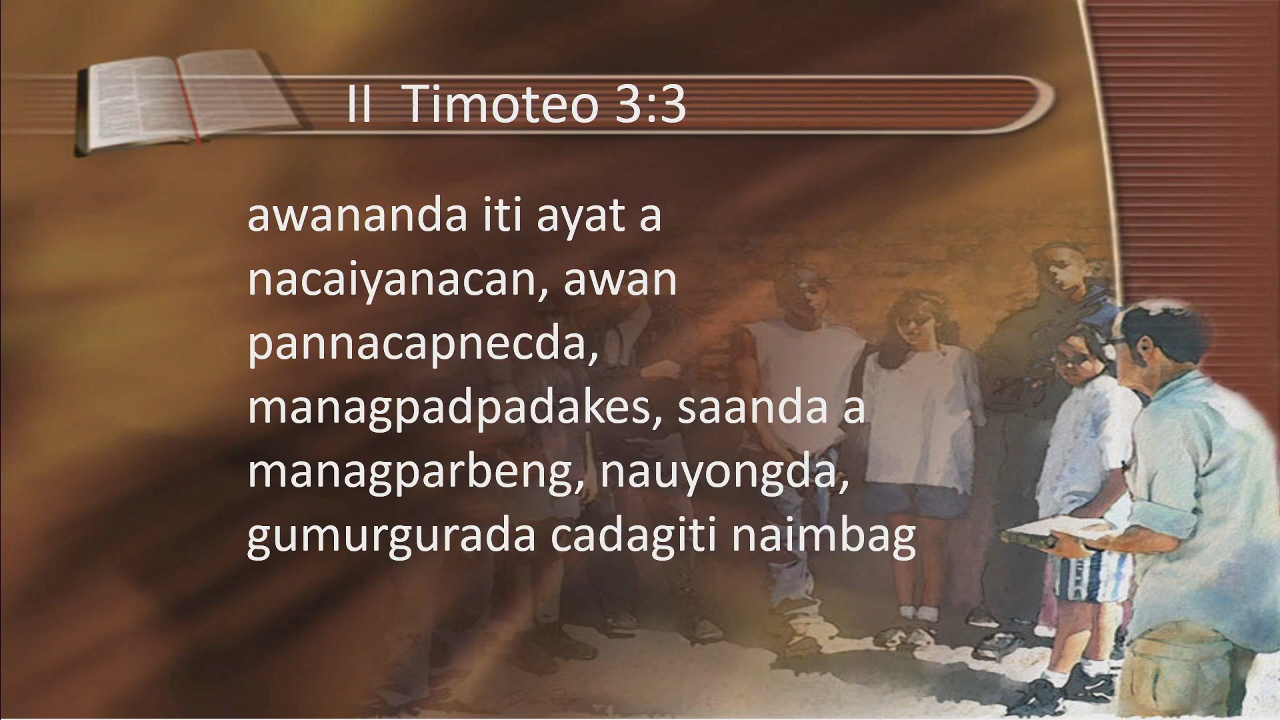 II Timoteo 3:3
awananda iti ayat a
nacaiyanacan, awan
pannacapnecda,
managpadpadakes, saanda a
managparbeng, nauyongda,
gumurgurada cadagiti naimbag